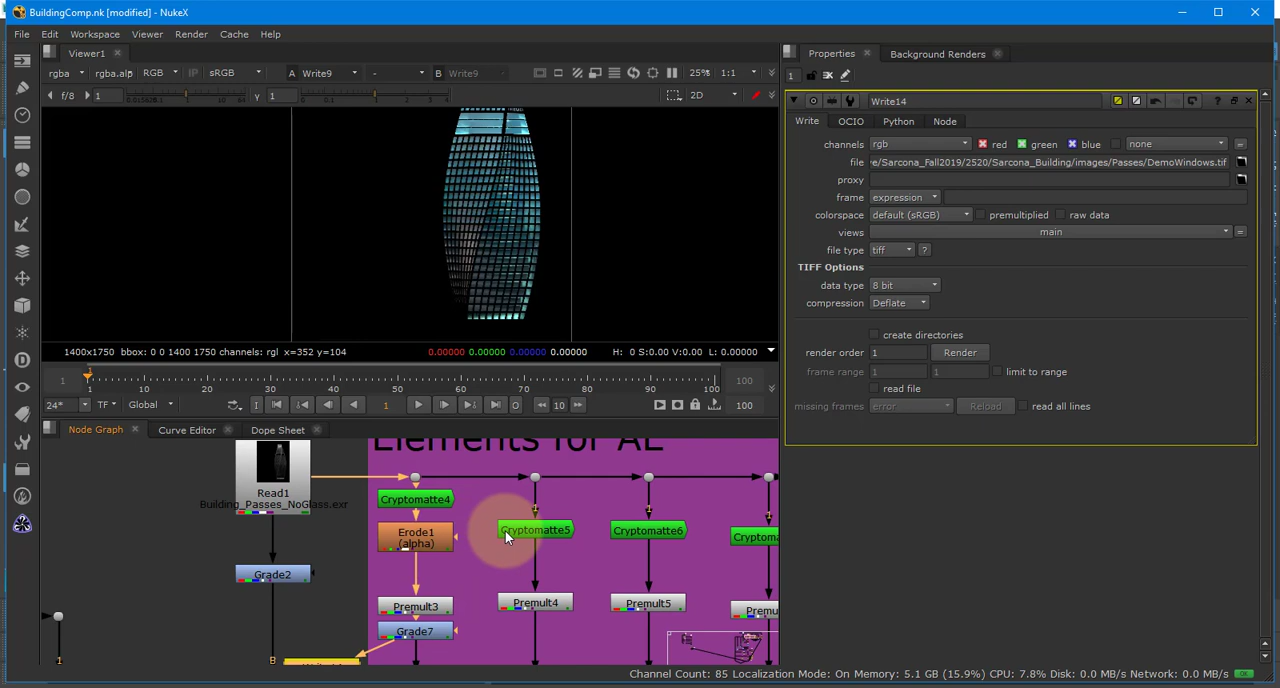 BuildingComp.nk [modified] - NukeX
File Edit Workspace Viewer Render Cache Help
Viewer1
rgba rgba.alp RGB IP sRGB A Write9 - B Write9 25% 1:1
f/8 1 y 1 2D
1400x1750 bbox: 0 0 1400 1750 channels: rgl x=352 y=104 0.00000 0.00000 0.00000 0.00000 H: 0 S:0.00 V:0.00 L: 0.00000
1 1 10 20 30 40 50 60 70 80 90 100 100
24* TF Global I 1 O 10 100
Node Graph Curve Editor Dope Sheet
Elements for AE
Read1
Building_Passes_NoGlass.exr
Cryptomatte4
Erode1
(alpha)
Cryptomatte5 Cryptomatte6 Cryptoma
Grade2
Premult3 Premult4 Premult5 Premu
Grade7
1 B
Properties Background Renders
1
Write14
Write OCIO Python Node
channels rgb red green blue none =
file 'e/Sarcona_Fall2019/2520/Sarcona_Building/images/Passes/DemoWindows.tif
proxy
frame expression
colorspace default (sRGB) premultiplied raw data
views main =
file type tiff ?
TIFF Options
data type 8 bit
compression Deflate
create directories
render order 1 Render
frame range 1 1 limit to range
read file
missing frames error Reload read all lines
Channel Count: 85 Localization Mode: On Memory: 5.1 GB (15.9%) CPU: 7.8% Disk: 0.0 MB/s Network: 0.0 MB/s